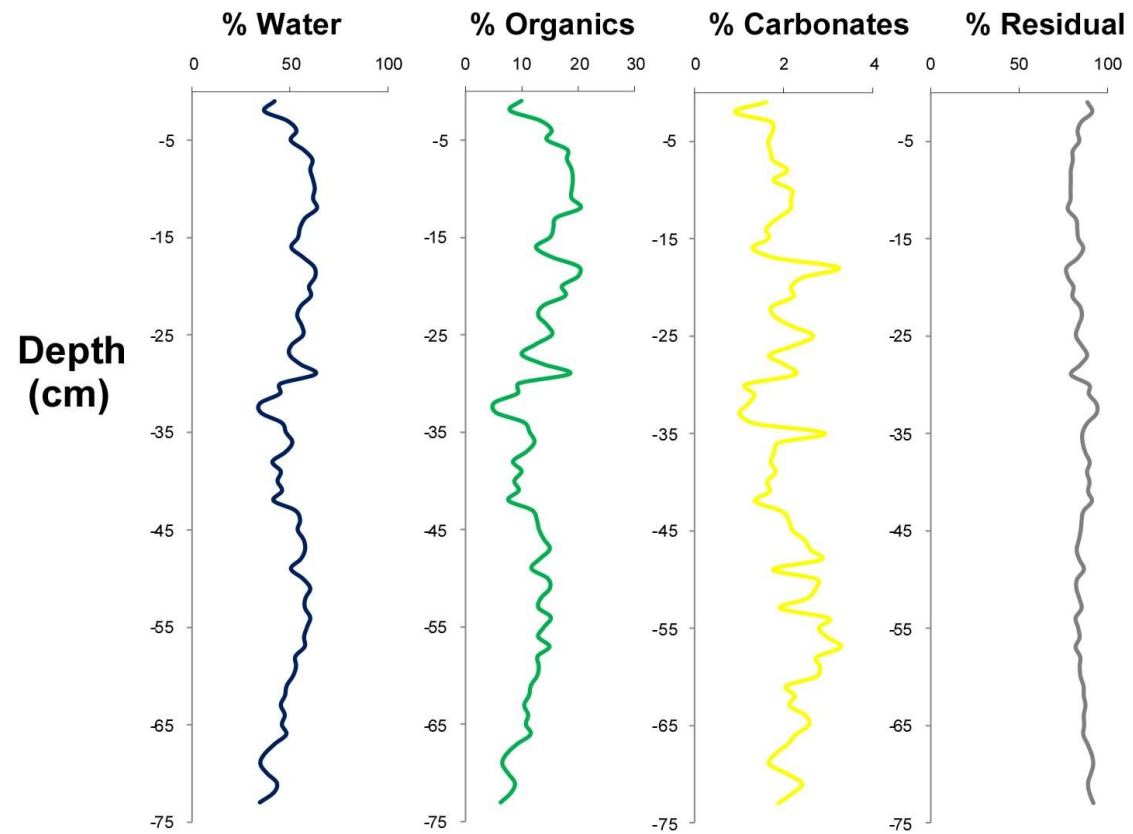 % Water
% Organics
% Carbonates
% Residual
0 50 100
0 10 20 30
0 2 4
0 50 100
-5 -5 -5 -5
-15 -15 -15 -15
-25 -25 -25 -25
Depth
(cm)
-35 -35 -35 -35
-45 -45 -45 -45
-55 -55 -55 -55
-65 -65 -65 -65
-75 -75 -75 -75